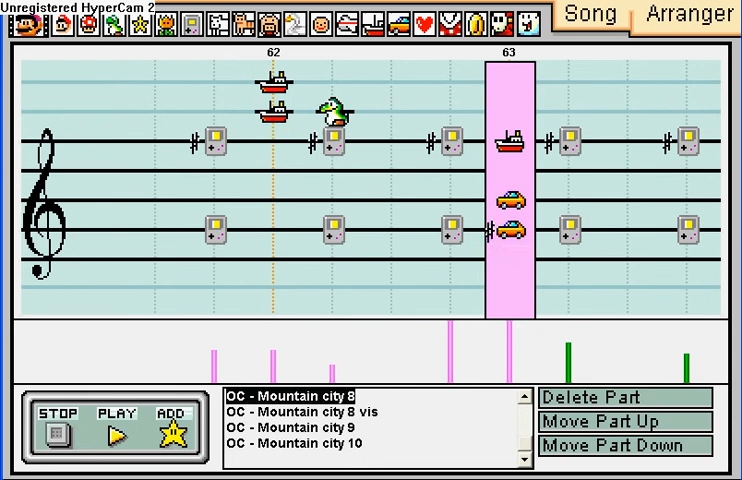 Unregistered HyperCam 2
Song
Arranger
62
63
STOP
PLAY
ADD
OC - Mountain city 8
OC - Mountain city 8 vis
OC - Mountain city 9
OC - Mountain city 10
Delete Part
Move Part Up
Move Part Down